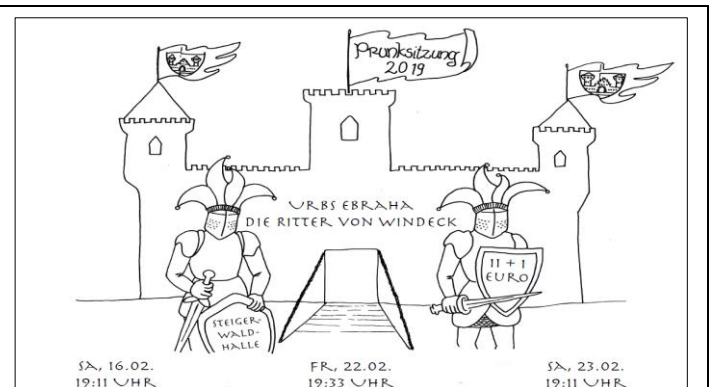 Prunksitzung
2019
URBS EBRAHA
DIE RITTER VON WINDECK
11 + 1
EURO
STEIGER-
WALD-
HALLE
SA, 16.02.
19:11 UHR
FR, 22.02.
19:33 UHR
SA, 23.02.
19:11 UHR